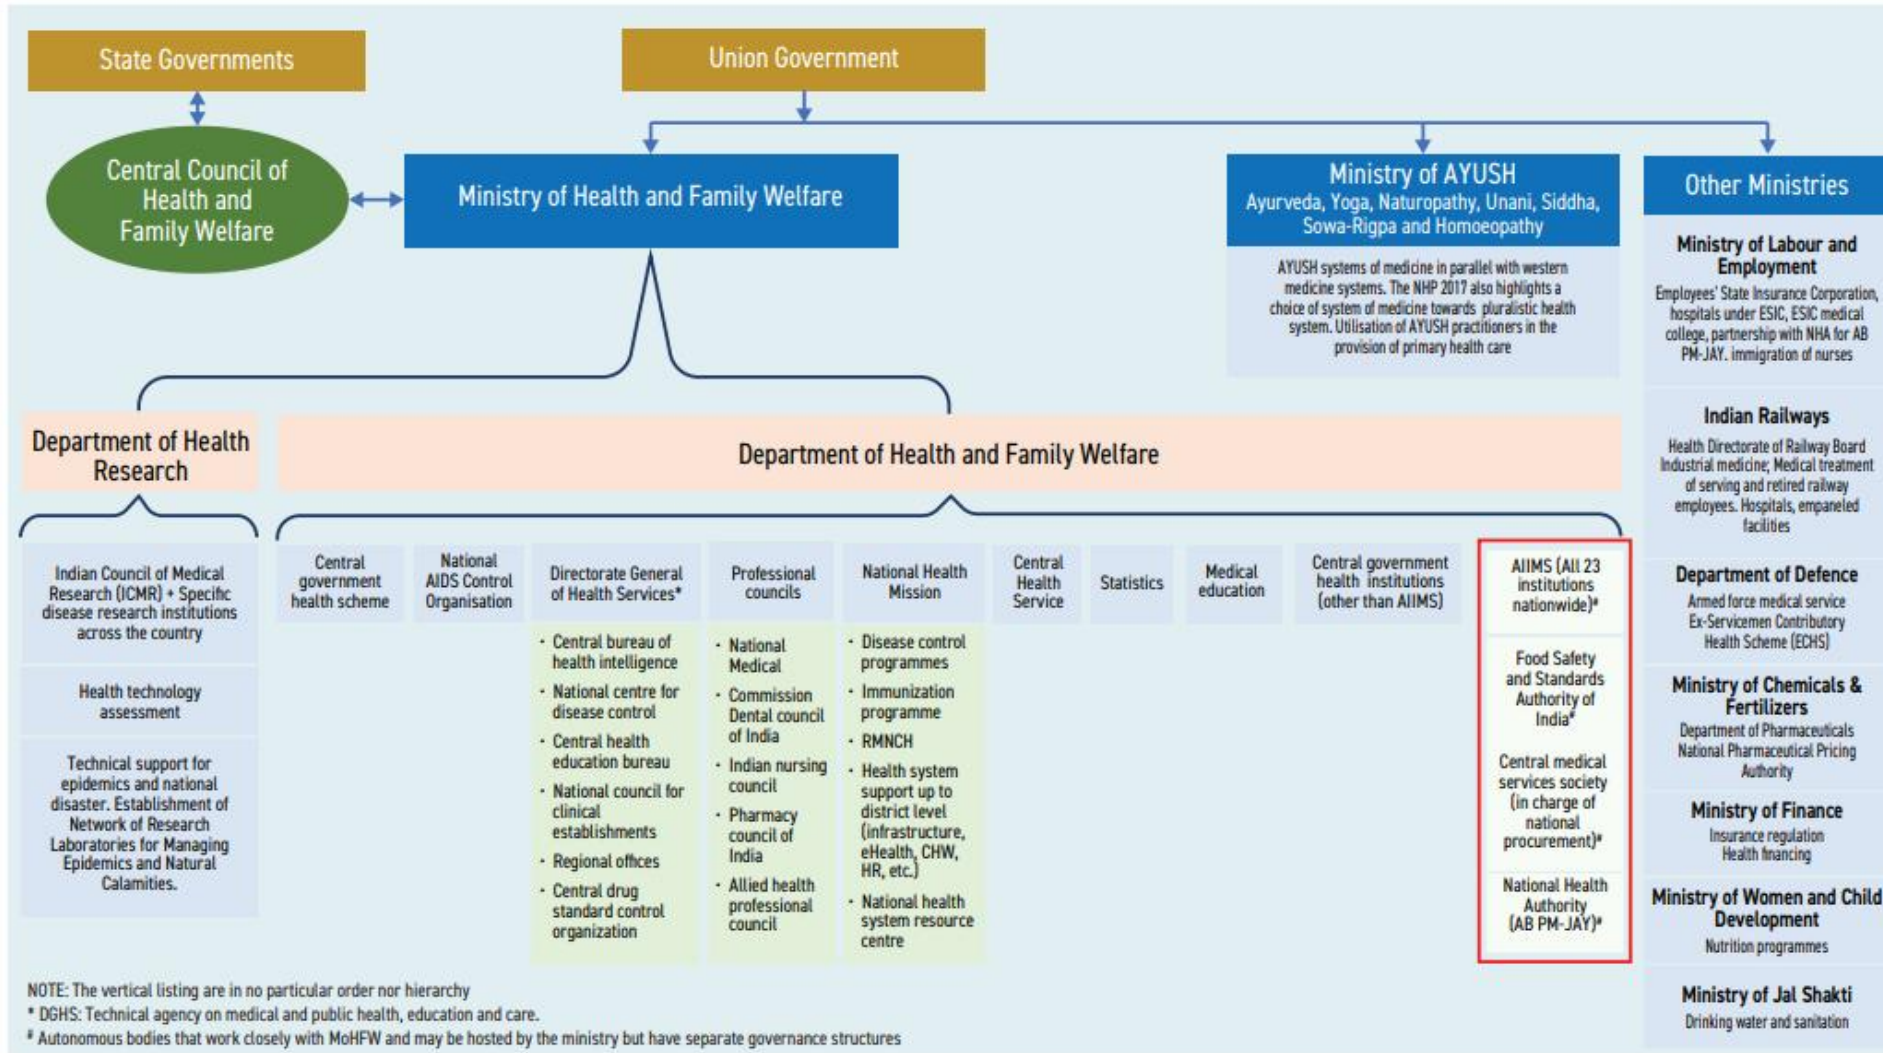 State Governments
Union Government
Central Council of
Health and
Family Welfare
Ministry of Health and Family Welfare
Ministry of AYUSH
Ayurveda, Yoga, Naturopathy, Unani, Siddha,
Sowa-Rigpa and Homoeopathy
AYUSH systems of medicine in parallel with western
medicine systems. The NHP 2017 also highlights a
choice of system of medicine towards pluralistic health
system. Utilisation of AYUSH practitioners in the
provision of primary health care
Other Ministries
Ministry of Labour and
Employment
Employees' State Insurance Corporation,
hospitals under ESIC, ESIC medical
college, partnership with NHA for AB
PM-JAY. immigration of nurses
Indian Railways
Health Directorate of Railway Board
Industrial medicine; Medical treatment
of serving and retired railway
employees. Hospitals, empaneled
facilities
Department of Defence
Armed force medical service
Ex-Servicemen Contributory
Health Scheme (ECHS)
Ministry of Chemicals &
Fertilizers
Department of Pharmaceuticals
National Pharmaceutical Pricing
Authority
Ministry of Finance
Insurance regulation
Health financing
Ministry of Women and Child
Development
Nutrition programmes
Ministry of Jal Shakti
Drinking water and sanitation
Department of Health
Research
Department of Health and Family Welfare
Indian Council of Medical
Research (ICMR) + Specific
disease research institutions
across the country
Health technology
assessment
Technical support for
epidemics and national
disaster. Establishment of
Network of Research
Laboratories for Managing
Epidemics and Natural
Calamities.
Central
government
health scheme
National
AIDS Control
Organisation
Directorate General
of Health Services*
· Central bureau of
health intelligence
· National centre for
disease control
· Central health
education bureau
· National council for
clinical
establishments
· Regional offices
· Central drug
standard control
organization
Professional
councils
· National
Medical
· Commission
Dental council
of India
· Indian nursing
council
· Pharmacy
council of
India
· Allied health
professional
council
National Health
Mission
· Disease control
programmes
· Immunization
programme
· RMNCH
· Health system
support up to
district level
(infrastructure,
eHealth, CHW,
HR, etc.)
· National health
system resource
centre
Central
Health
Service
Statistics
Medical
education
Central government
health institutions
(other than AIIMS)
AIIMS (All 23
institutions
nationwide)#
Food Safety
and Standards
Authority of
India#
Central medical
services society
(in charge of
national
procurement)#
National Health
Authority
(AB PM-JAY)#
NOTE: The vertical listing are in no particular order nor hierarchy
* DGHS: Technical agency on medical and public health, education and care.
# Autonomous bodies that work closely with MoHFW and may be hosted by the ministry but have separate governance structures